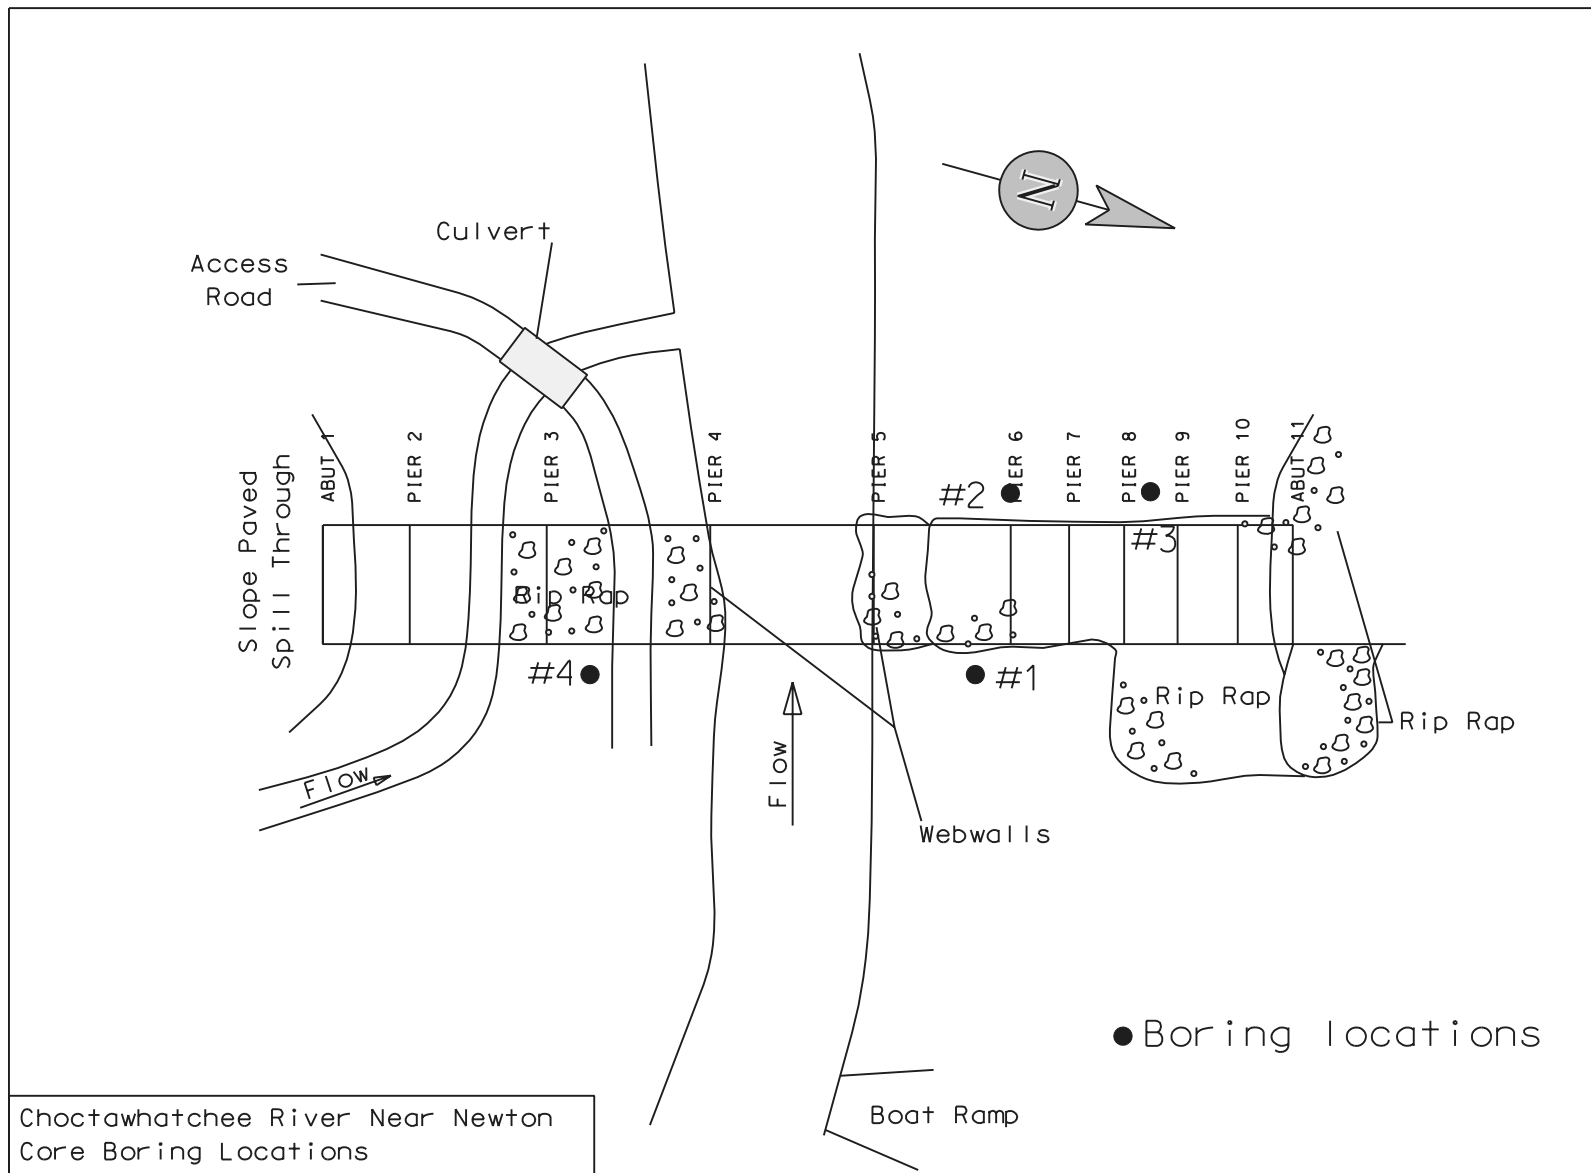 N
Culvert
Access
Road
Slope Paved
Spill Through
ABUT 1
PIER 2
PIER 3
PIER 4
PIER 5
PIER 6
PIER 7
PIER 8
PIER 9
PIER 10
ABUT 11
#2
#3
Rip Rap
#4
#1
Rip Rap
Rip Rap
Flow
Flow
Webwalls
Boring locations
Boat Ramp
Choctawhatchee River Near Newton
Core Boring Locations